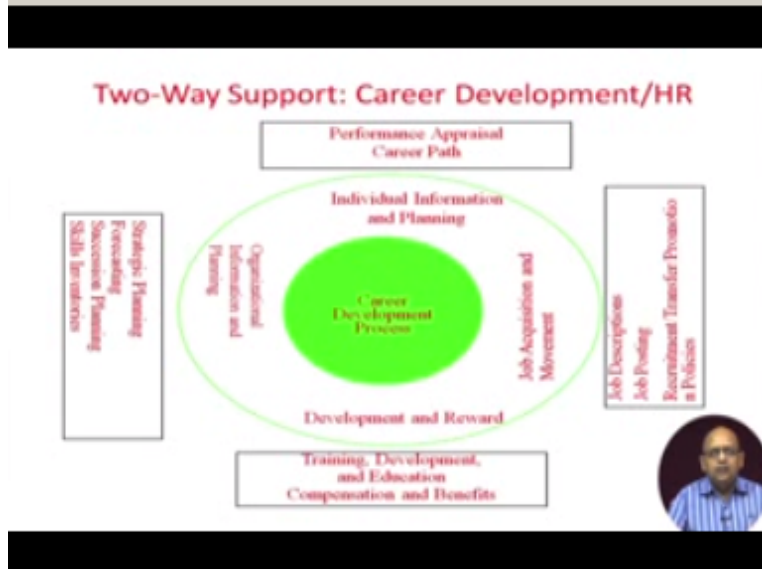 Two-Way Support: Career Development/HR
Performance Appraisal
Career Path
Individual Information
and Planning
Strategic Planning
Forecasting
Succession Planning
Skills Inventories
Organizational
Information and
Planning
Career
Development
Process
Job Acquisition and
Movement
Job Descriptions
Job Posting
Recruitment Transfer Promotio
n Policies
Development and Reward
Training, Development,
and Education
Compensation and Benefits